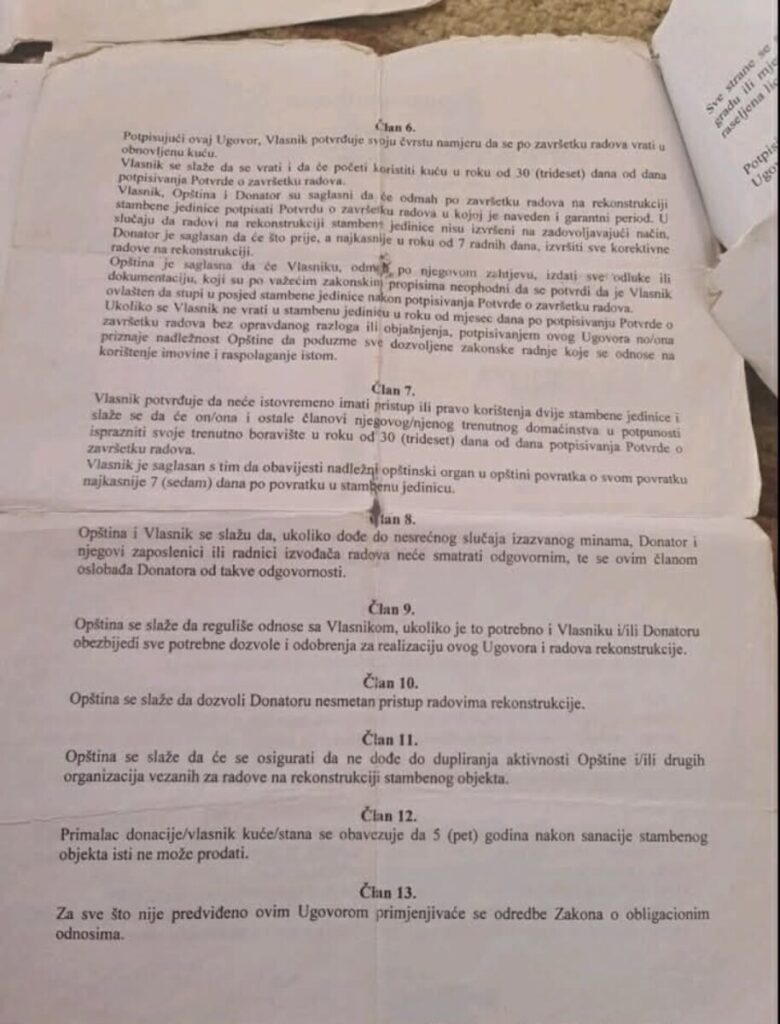 Član 6.
Potpisujući ovaj Ugovor, Vlasnik potvrđuje svoju čvrstu namjeru da se po završetku radova vrati u
obnovljenu kuću.
Vlasnik se slaže da se vrati i da će početi koristiti kuću u roku od 30 (trideset) dana od dana
potpisivanja Potvrde o završetku radova.
Vlasnik, Opština i Donator su saglasni da će odmah po završetku radova na rekonstrukciji
stambene jedinice potpisati Potvrdu o završetku radova u kojoj je naveden i garantni period. U
slučaju da radovi na rekonstrukciji stambene jedinice nisu izvršeni na zadovoljavajući način,
Donator je saglasan da će što prije, a najkasnije u roku od 7 radnih dana, izvršiti sve korektivne
radove na rekonstrukciji.
Opština je saglasna da će Vlasniku, odmah po njegovom zahtjevu, izdati sve odluke ili
dokumentaciju, koji su po važećim zakonskim propisima neophodni da se potvrdi da je Vlasnik
ovlašten da stupi u posjed stambene jedinice nakon potpisivanja Potvrde o završetku radova.
Ukoliko se Vlasnik ne vrati u stambenu jedinicu u roku od mjesec dana po potpisivanju Potvrde o
završetku radova bez opravdanog razloga ili objašnjenja, potpisivanjem ovog Ugovora no/ona
priznaje nadležnost Opštine da poduzme sve dozvoljene zakonske radnje koje se odnose na
korištenje imovine i raspolaganje istom.
Član 7.
Vlasnik potvrđuje da neće istovremeno imati pristup ili pravo korištenja dvije stambene jedinice i
slaže se da će on/ona i ostale članovi njegovog/njenog trenutnog domaćinstva u potpunosti
isprazniti svoje trenutno boravište u roku od 30 (trideset) dana od dana potpisivanja Potvrde o
završetku radova.
Vlasnik je saglasan s tim da obavijesti nadležni opštinski organ u opštini povratka o svom povratku
najkasnije 7 (sedam) dana po povratku u stambenu jedinicu.
Član 8.
Opština i Vlasnik se slažu da, ukoliko dođe do nesrećnog slučaja izazvanog minama, Donator i
njegovi zaposlenici ili radnici izvođača radova neće smatrati odgovornim, te se ovim članom
oslobađa Donatora od takve odgovornosti.
Član 9.
Opština se slaže da reguliše odnose sa Vlasnikom, ukoliko je to potrebno i Vlasniku i/ili Donatoru
obezbijedi sve potrebne dozvole i odobrenja za realizaciju ovog Ugovora i radova rekonstrukcije.
Član 10.
Opština se slaže da dozvoli Donatoru nesmetan pristup radovima rekonstrukcije.
Član 11.
Opština se slaže da će se osigurati da ne dođe do dupliranja aktivnosti Opštine i/ili drugih
organizacija vezanih za radove na rekonstrukciji stambenog objekta.
Član 12.
Primalac donacije/vlasnik kuće/stana se obavezuje da 5 (pet) godina nakon sanacije stambenog
objekta isti ne može prodati.
Član 13.
Za sve što nije predviđeno ovim Ugovorom primjenjivaće se odredbe Zakona o obligacionim
odnosima.
Sve strane se
gradu ili
raseljena